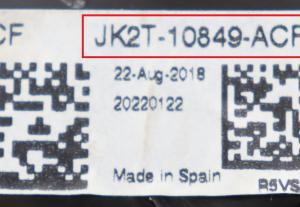 CF JK2T-10849-ACF
22-Aug-2018
20220122
Made in Spain
R5VS